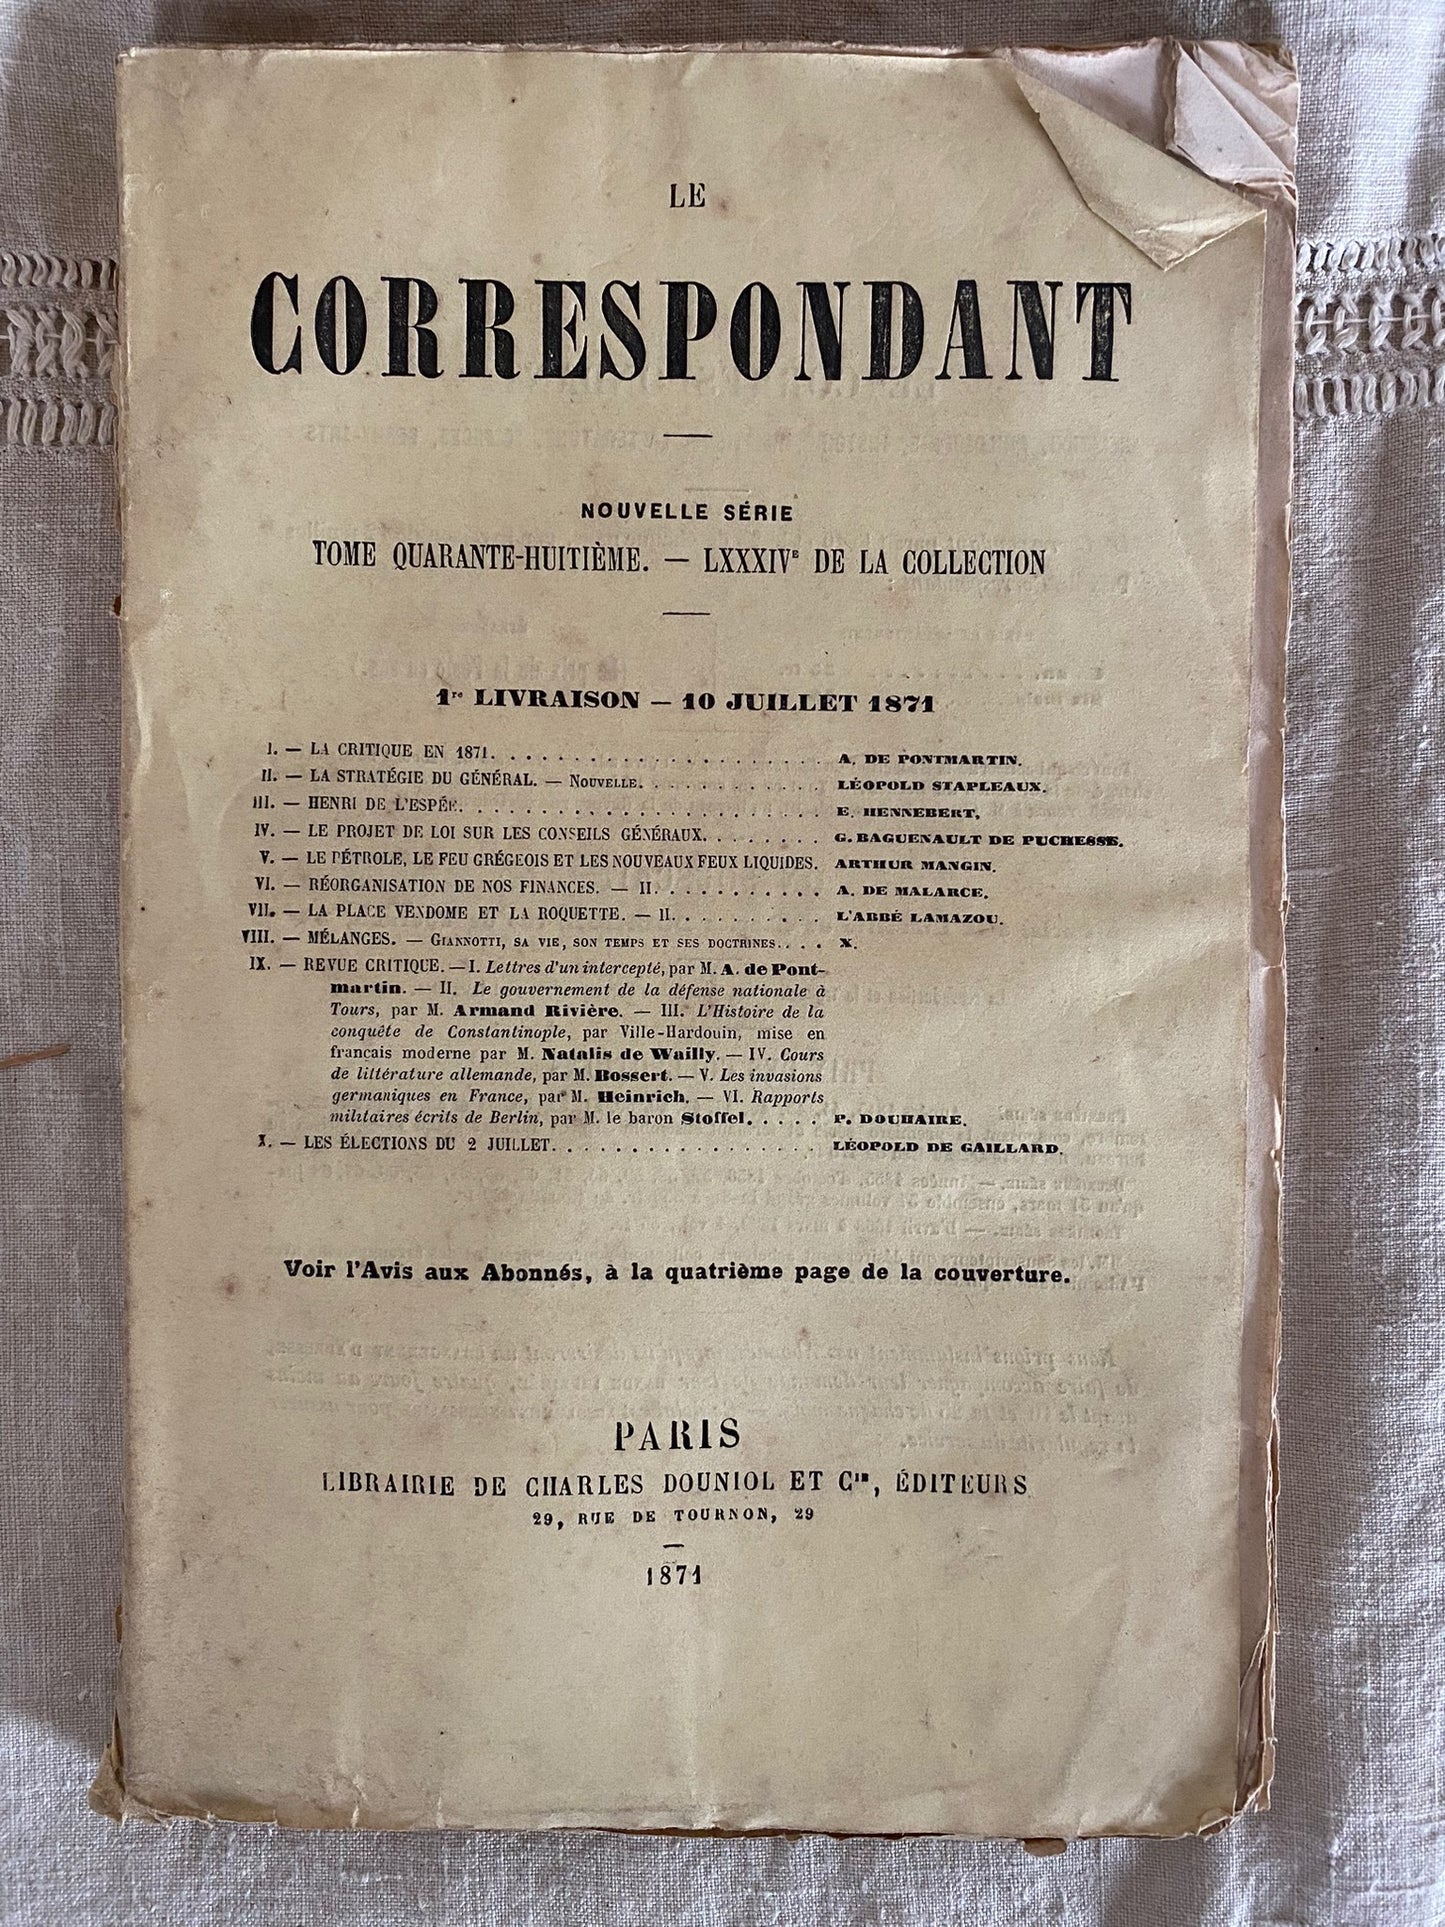 LE
CORRESPONDANT
NOUVELLE SÉRIE
TOME QUARANTE-HUITIÈME. — LXXXIVᴱ DE LA COLLECTION
1re LIVRAISON — 10 JUILLET 1871
I. — LA CRITIQUE EN 1871. . . . . . . . . . . . . . . . . . . . A. DE PONTMARTIN.
II. — LA STRATÉGIE DU GÉNÉRAL. — Nouvelle. . . . . . . . . . . . LÉOPOLD STAPLEAUX.
III. — HENRI DE L'ESPÉE. . . . . . . . . . . . . . . . . . . . . . E. HENNEBERT.
IV. — LE PROJET DE LOI SUR LES CONSEILS GÉNÉRAUX. . . . . . . . G. BAGUENAULT DE PUCHESSE.
V. — LE PÉTROLE, LE FEU GRÉGEOIS ET LES NOUVEAUX FEUX LIQUIDES. ARTHUR MANGIN.
VI. — RÉORGANISATION DE NOS FINANCES. — II. . . . . . . . . . . A. DE MALARCE.
VII. — LA PLACE VENDOME ET LA ROQUETTE. — II. . . . . . . . . . L'ABBÉ LAMAZOU.
VIII. — MÉLANGES. — Giannotti, sa vie, son temps et ses doctrines. . . . X.
IX. — REVUE CRITIQUE. — I. Lettres d'un intercepté, par M. A. de Pont-
martin. — II. Le gouvernement de la défense nationale à
Tours, par M. Armand Rivière. — III. L'Histoire de la
conquête de Constantinople, par Ville-Hardouin, mise en
francais moderne par M. Natalis de Wailly. — IV. Cours
de littérature allemande, par M. Bossert. — V. Les invasions
germaniques en France, par M. Heinrich. — VI. Rapports
militaires écrits de Berlin, par M. le baron Stoffel. . . . . P. DOUHAIRE.
X. — LES ÉLECTIONS DU 2 JUILLET. . . . . . . . . . . . . . . . . LÉOPOLD DE GAILLARD.
Voir l'Avis aux Abonnés, à la quatrième page de la couverture.
PARIS
LIBRAIRIE DE CHARLES DOUNIOL ET Cie, ÉDITEURS
29, RUE DE TOURNON, 29
1871